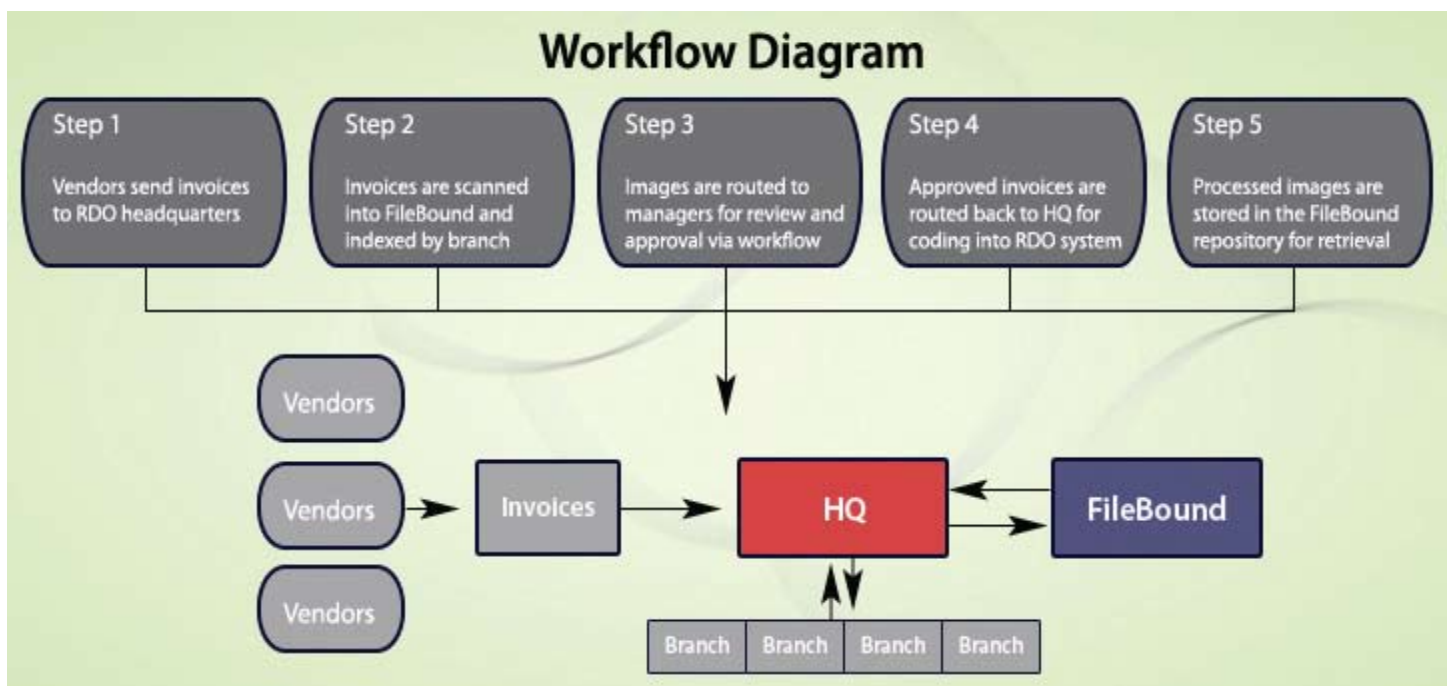 Workflow Diagram
Step 1
Vendors send invoices
to RDO headquarters
Step 2
Invoices are scanned
into FileBound and
indexed by branch
Step 3
Images are routed to
managers for review and
approval via workflow
Step 4
Approved invoices are
routed back to HQ for
coding into RDO system
Step 5
Processed images are
stored in the FileBound
repository for retrieval
Vendors
Vendors
Vendors
Invoices
HQ
FileBound
Branch
Branch
Branch
Branch